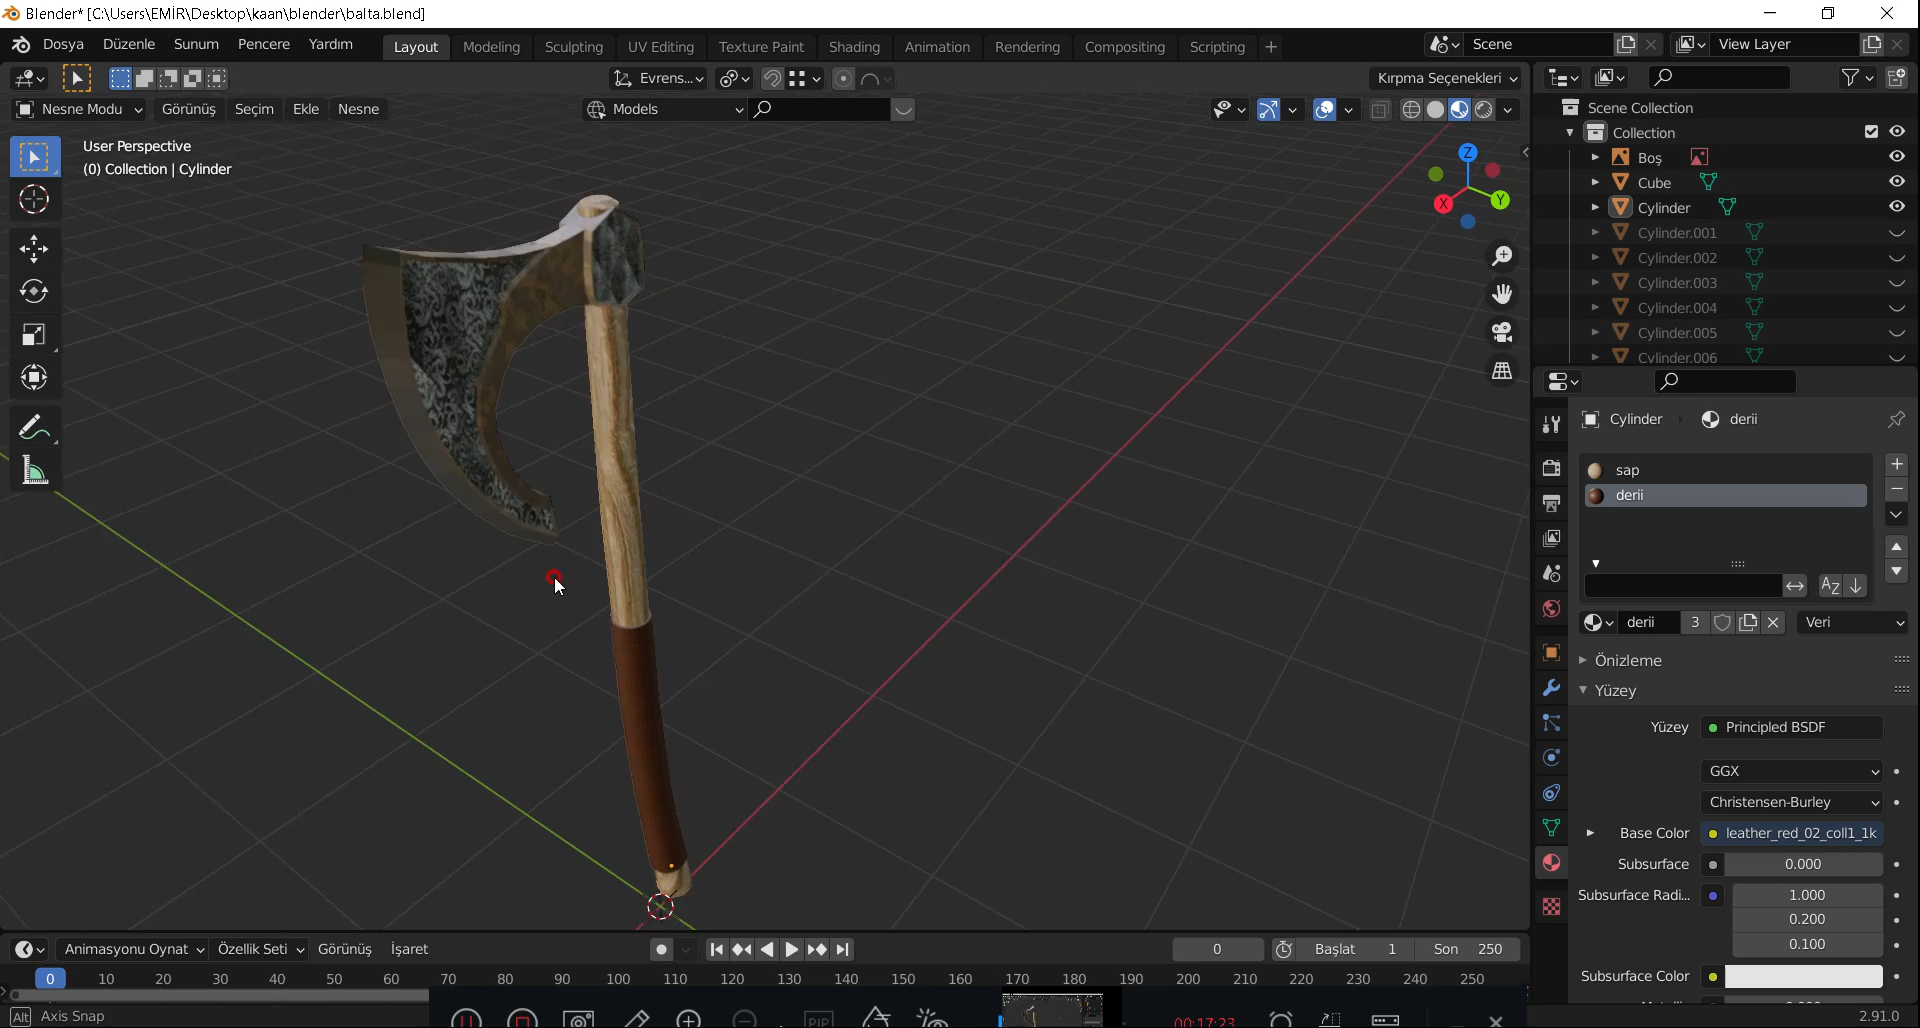 Blender* [C:\Users\EMİR\Desktop\kaan\blender\balta.blend]
Dosya Düzenle Sunum Pencere Yardım Layout Modeling Sculpting UV Editing Texture Paint Shading Animation Rendering Compositing Scripting + Scene View Layer
Evrens... Kırpma Seçenekleri
Nesne Modu Görünüş Seçim Ekle Nesne Models
User Perspective
(0) Collection | Cylinder
Z
Y
X
Scene Collection
Collection
Boş
Cube
Cylinder
Cylinder.001
Cylinder.002
Cylinder.003
Cylinder.004
Cylinder.005
Cylinder.006
Cylinder derii
sap
derii
AZ
derii 3 Veri
Önizleme
Yüzey
Yüzey Principled BSDF
GGX
Christensen-Burley
Base Color leather_red_02_coll1_1k
Subsurface 0.000
Subsurface Radi... 1.000
0.200
0.100
Subsurface Color
Animasyonu Oynat Özellik Seti Görünüş İşaret 0 Başlat 1 Son 250
0 10 20 30 40 50 60 70 80 90 100 110 120 130 140 150 160 170 180 190 200 210 220 230 240 250
Alt Axis Snap PIP 00:17:23 2.91.0